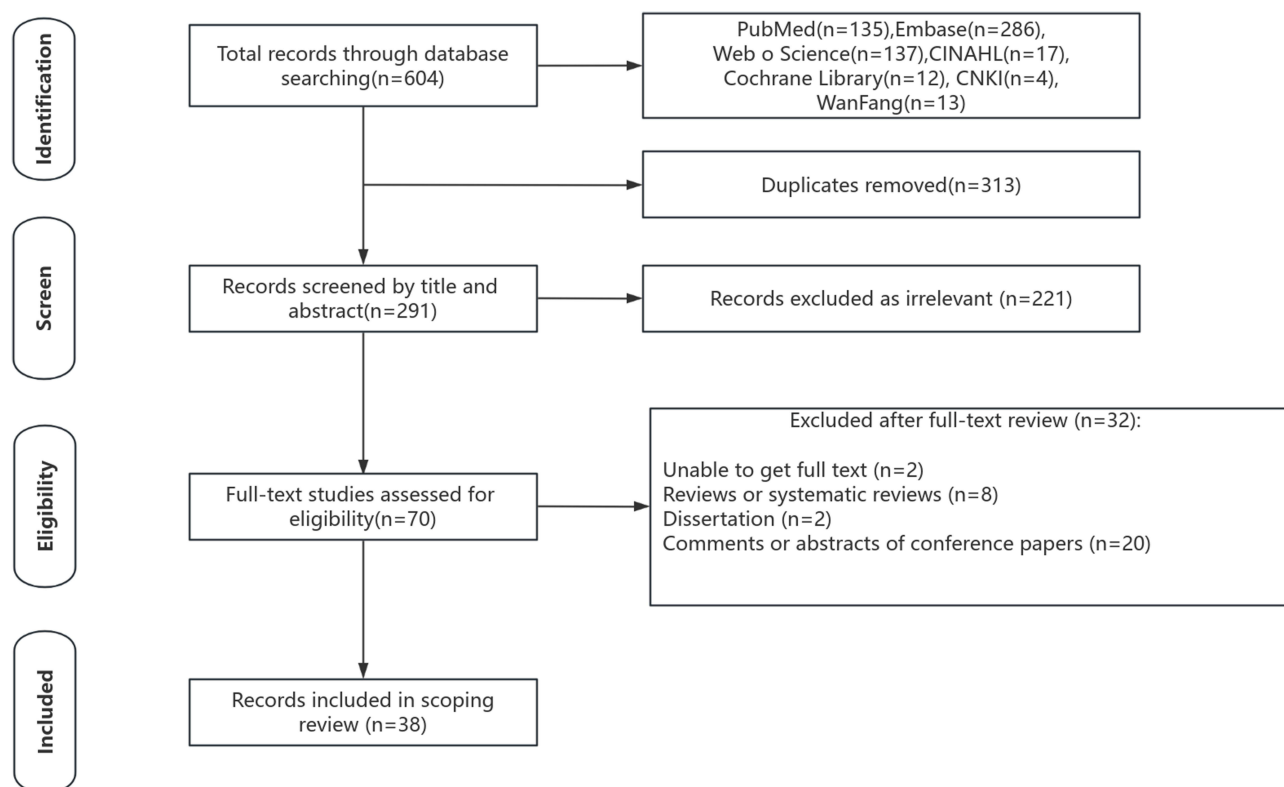 Identification
Total records through database
searching(n=604)
PubMed(n=135),Embase(n=286),
Web o Science(n=137),CINAHL(n=17),
Cochrane Library(n=12), CNKI(n=4),
WanFang(n=13)
Duplicates removed(n=313)
Screen
Records screened by title and
abstract(n=291)
Records excluded as irrelevant (n=221)
Eligibility
Full-text studies assessed for
eligibility(n=70)
Excluded after full-text review (n=32):
Unable to get full text (n=2)
Reviews or systematic reviews (n=8)
Dissertation (n=2)
Comments or abstracts of conference papers (n=20)
Included
Records included in scoping
review (n=38)